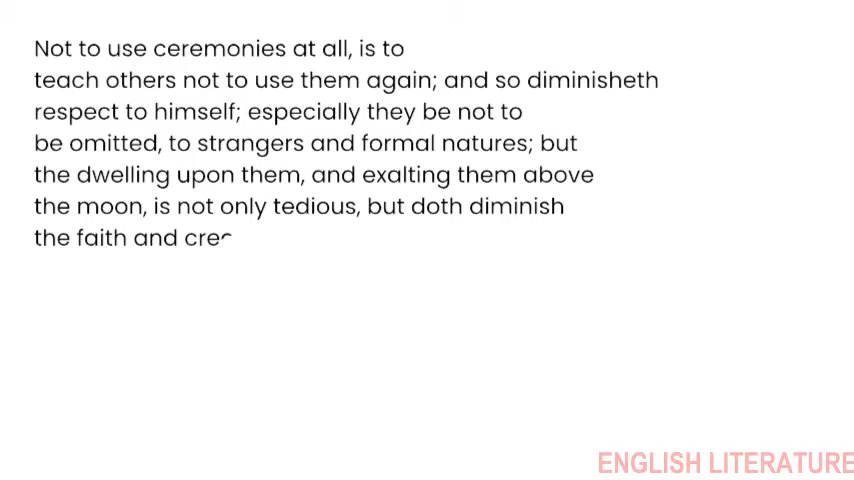 Not to use ceremonies at all, is to
teach others not to use them again; and so diminisheth
respect to himself; especially they be not to
be omitted, to strangers and formal natures; but
the dwelling upon them, and exalting them above
the moon, is not only tedious, but doth diminish
the faith and cre
ENGLISH LITERATURE